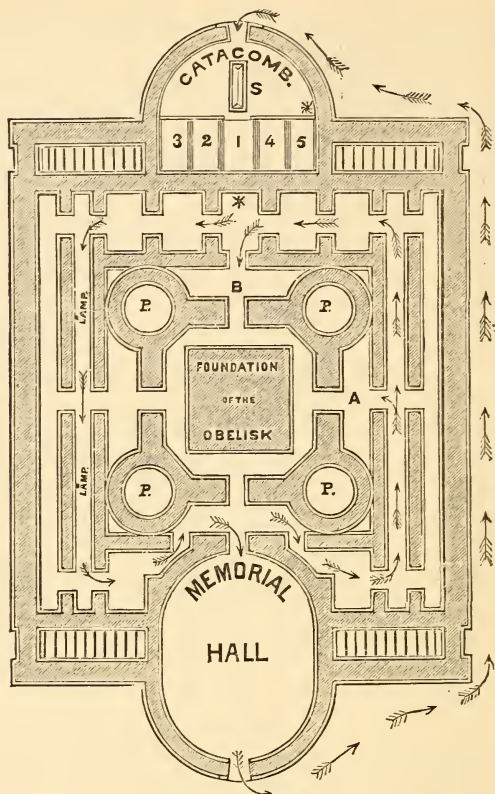 CATACOMB.
S
3 2 1 4 5
*
*
B
P. P.
LAMP.
FOUNDATION
OF THE
OBELISK
A
LAMP.
P. P.
MEMORIAL
HALL